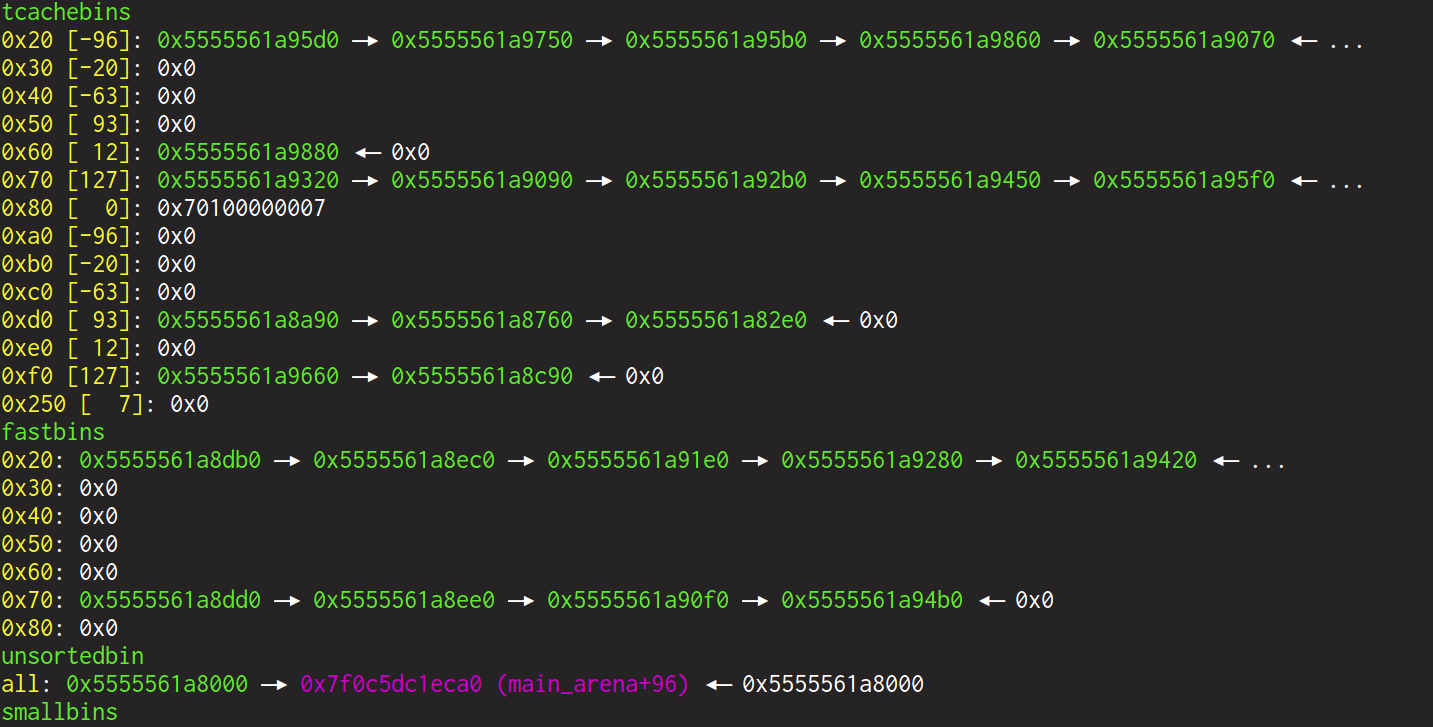 tcachebins
0x20 [-96]: 0x5555561a95d0 —▸ 0x5555561a9750 —▸ 0x5555561a95b0 —▸ 0x5555561a9860 —▸ 0x5555561a9070 ◂— ...
0x30 [-20]: 0x0
0x40 [-63]: 0x0
0x50 [ 93]: 0x0
0x60 [ 12]: 0x5555561a9880 ◂— 0x0
0x70 [127]: 0x5555561a9320 —▸ 0x5555561a9090 —▸ 0x5555561a92b0 —▸ 0x5555561a9450 —▸ 0x5555561a95f0 ◂— ...
0x80 [  0]: 0x70100000007
0xa0 [-96]: 0x0
0xb0 [-20]: 0x0
0xc0 [-63]: 0x0
0xd0 [ 93]: 0x5555561a8a90 —▸ 0x5555561a8760 —▸ 0x5555561a82e0 ◂— 0x0
0xe0 [ 12]: 0x0
0xf0 [127]: 0x5555561a9660 —▸ 0x5555561a8c90 ◂— 0x0
0x250 [  7]: 0x0
fastbins
0x20: 0x5555561a8db0 —▸ 0x5555561a8ec0 —▸ 0x5555561a91e0 —▸ 0x5555561a9280 —▸ 0x5555561a9420 ◂— ...
0x30: 0x0
0x40: 0x0
0x50: 0x0
0x60: 0x0
0x70: 0x5555561a8dd0 —▸ 0x5555561a8ee0 —▸ 0x5555561a90f0 —▸ 0x5555561a94b0 ◂— 0x0
0x80: 0x0
unsortedbin
all: 0x5555561a8000 —▸ 0x7f0c5dc1eca0 (main_arena+96) ◂— 0x5555561a8000
smallbins